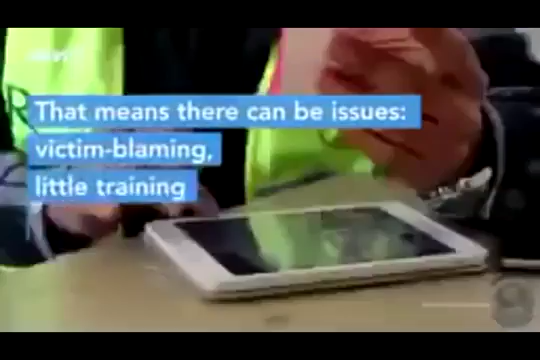 That means there can be issues:
victim-blaming,
little training